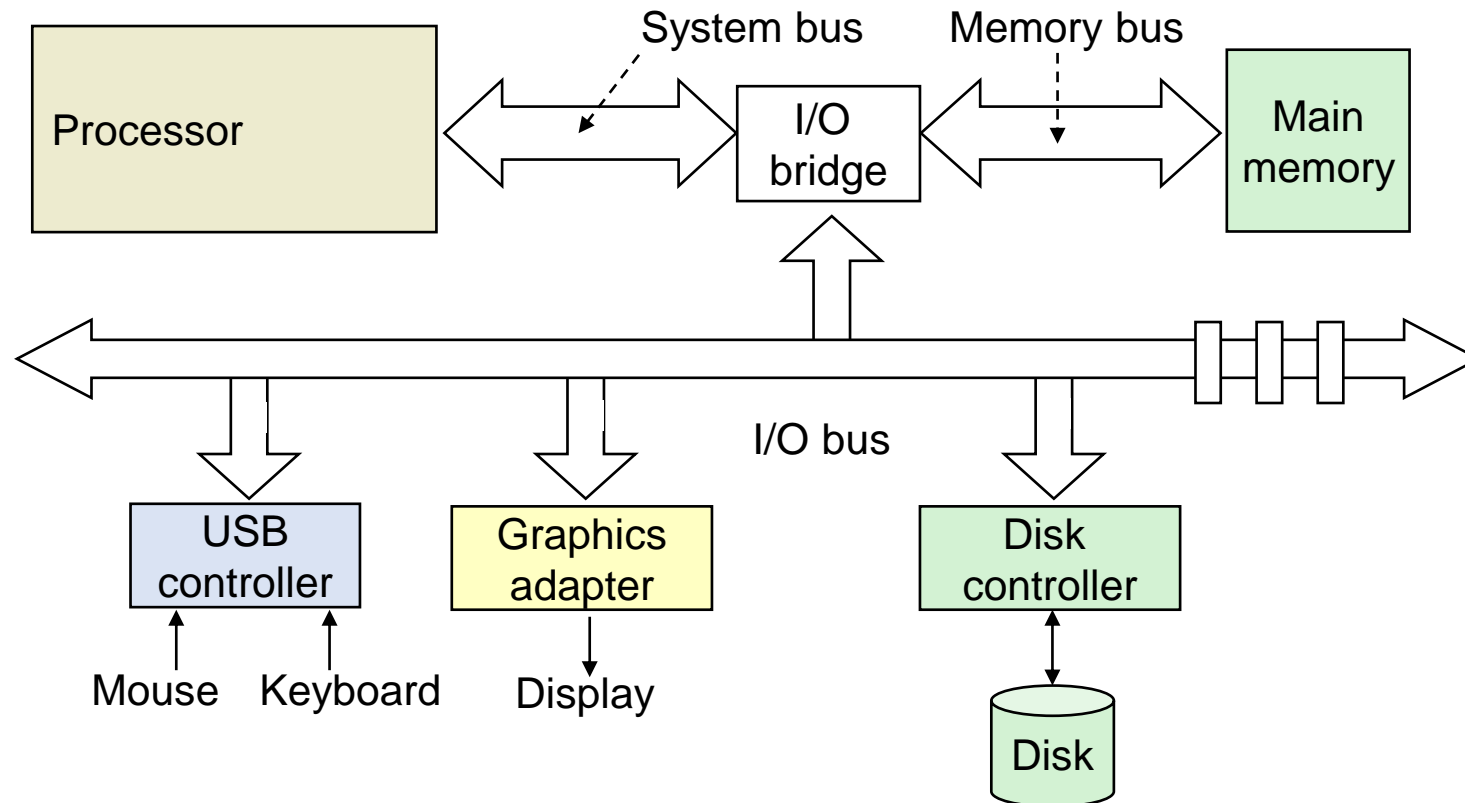 System bus
Memory bus
Processor
I/O
bridge
Main
memory
I/O bus
USB
controller
Graphics
adapter
Disk
controller
Mouse
Keyboard
Display
Disk